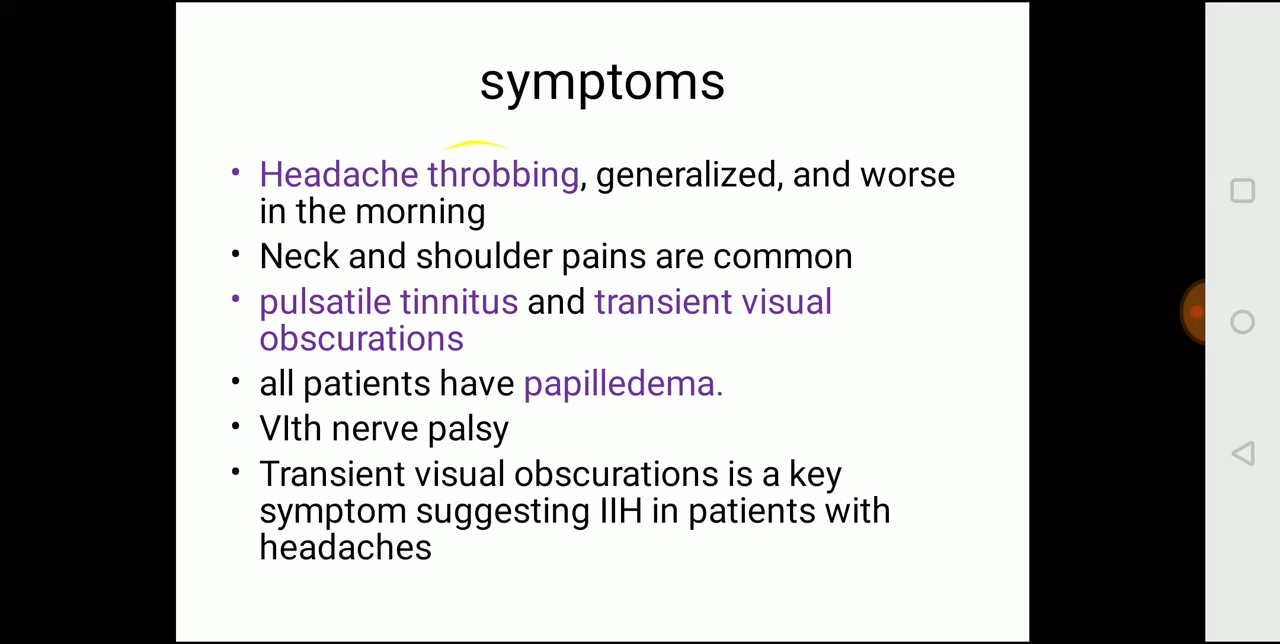 symptoms
• Headache throbbing, generalized, and worse
in the morning
• Neck and shoulder pains are common
• pulsatile tinnitus and transient visual
obscurations
• all patients have papilledema.
• VIth nerve palsy
• Transient visual obscurations is a key
symptom suggesting IIH in patients with
headaches